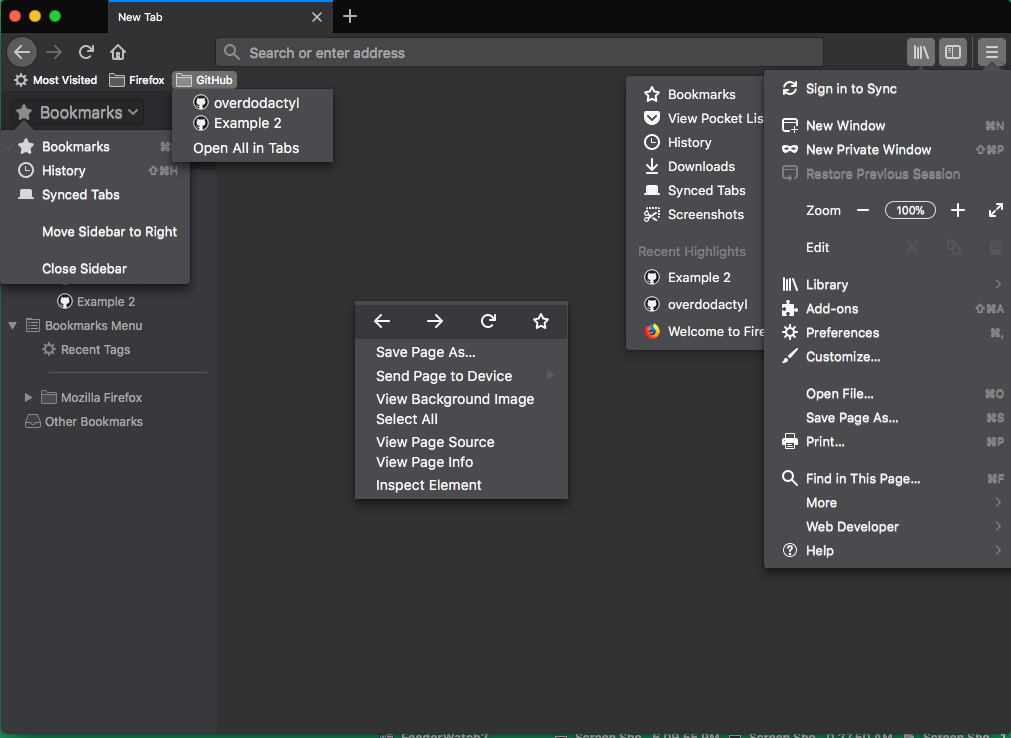 New Tab
Search or enter address
Most Visited
Firefox
GitHub
Bookmarks
Bookmarks
History ⇧⌘H
Synced Tabs
Move Sidebar to Right
Close Sidebar
overdodactyl
Example 2
Open All in Tabs
Example 2
Bookmarks Menu
Recent Tags
Mozilla Firefox
Other Bookmarks
Save Page As...
Send Page to Device
View Background Image
Select All
View Page Source
View Page Info
Inspect Element
Bookmarks
View Pocket Lis
History
Downloads
Synced Tabs
Screenshots
Recent Highlights
Example 2
overdodactyl
Welcome to Fire
Sign in to Sync
New Window ⌘N
New Private Window ⇧⌘P
Restore Previous Session
Zoom 100%
Edit
Library
Add-ons ⇧⌘A
Preferences ⌘,
Customize...
Open File... ⌘O
Save Page As... ⌘S
Print... ⌘P
Find in This Page... ⌘F
More
Web Developer
Help